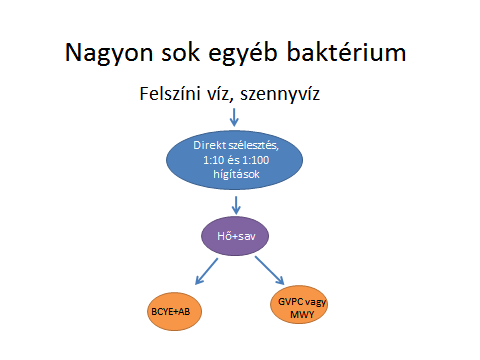 Nagyon sok egyéb baktérium
Felszíni víz, szennyvíz
Direkt szélesztés,
1:10 és 1:100
hígítások
Hő+sav
BCYE+AB
GVPC vagy
MWY